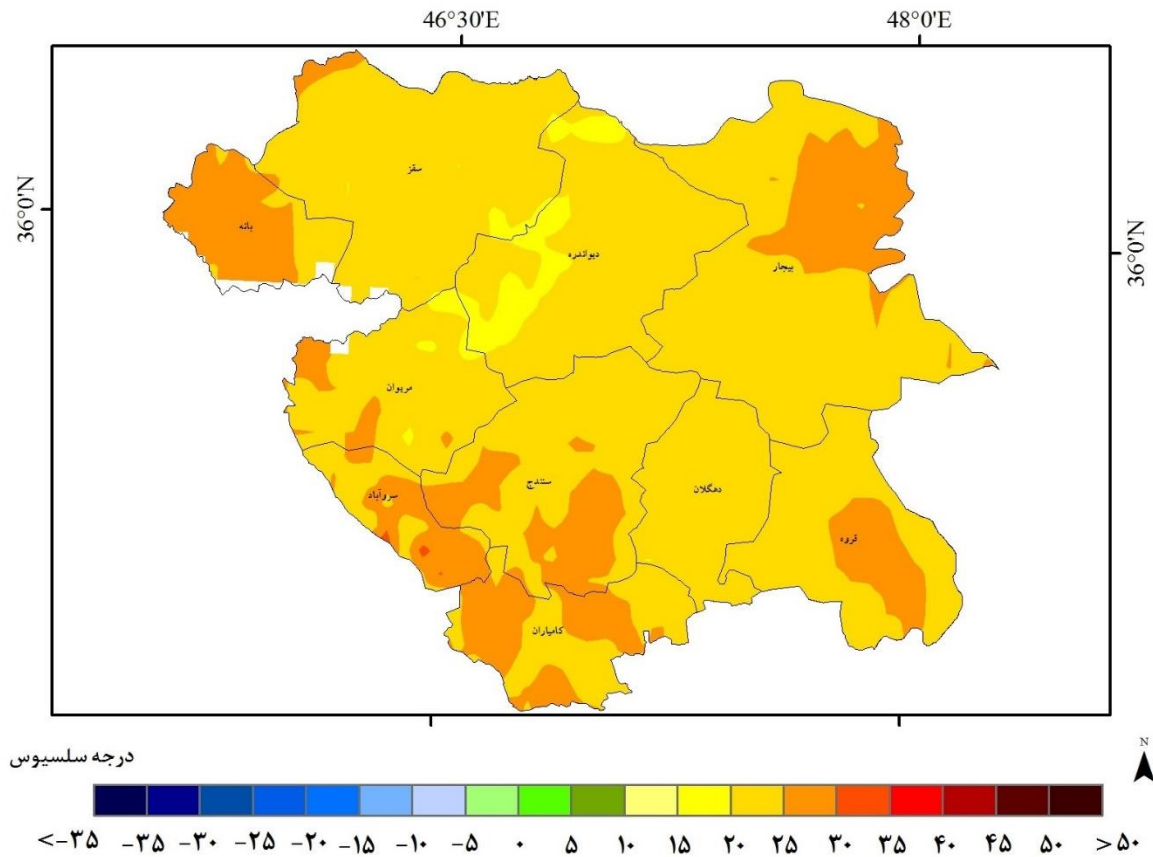 46°30'E 48°0'E
36°0'N
36°0'N
سقز
بانه
دیواندره
بیجار
مریوان
سنندج
دهگلان
سروآباد
قروه
کامیاران
درجه سلسیوس
N
<-۳۵ -۳۵ -۳۰ -۲۵ -۲۰ -۱۵ -۱۰ -۵ ۰ ۵ ۱۰ ۱۵ ۲۰ ۲۵ ۳۰ ۳۵ ۴۰ ۴۵ ۵۰ >۵۰